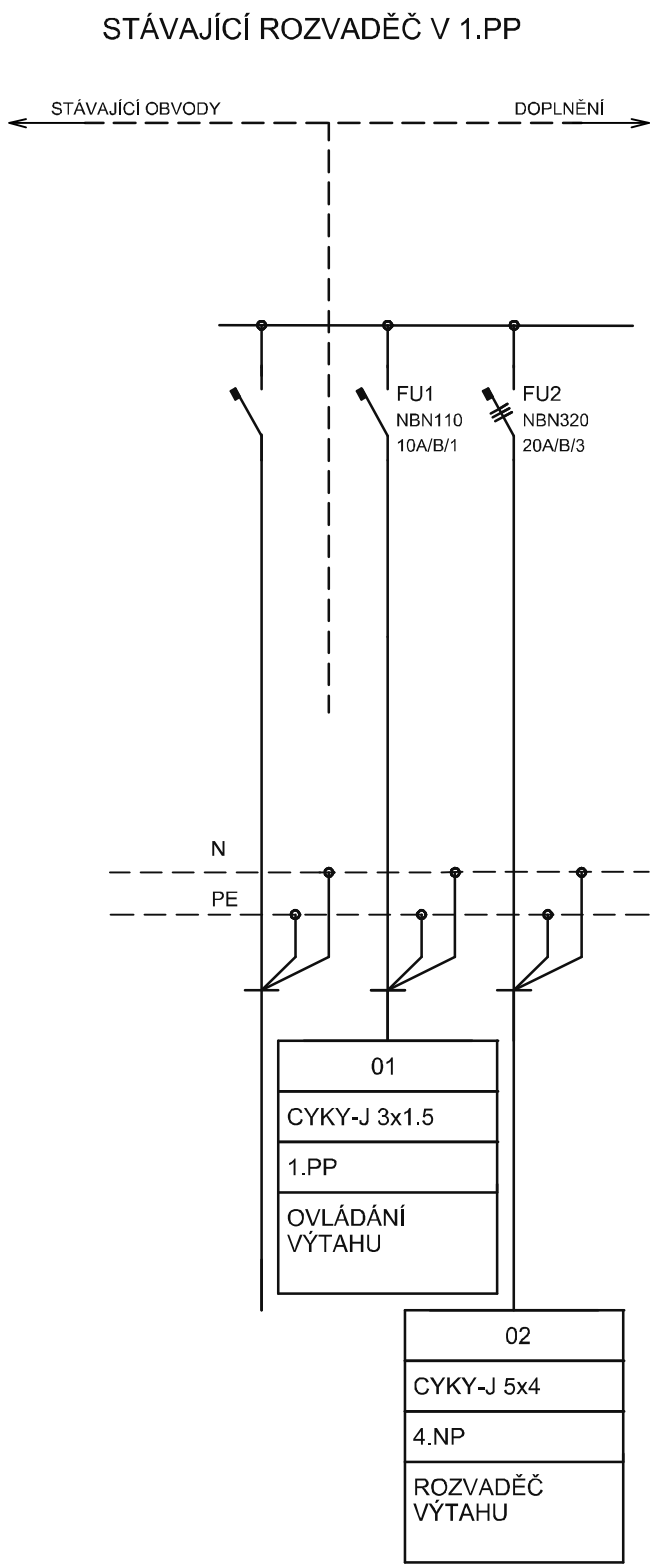 STÁVAJÍCÍ ROZVADĚČ V 1.PP
STÁVAJÍCÍ OBVODY
DOPLNĚNÍ
FU1
NBN110
10A/B/1
FU2
NBN320
20A/B/3
N
PE
01
CYKY-J 3x1.5
1.PP
OVLÁDÁNÍ
VÝTAHU
02
CYKY-J 5x4
4.NP
ROZVADĚČ
VÝTAHU